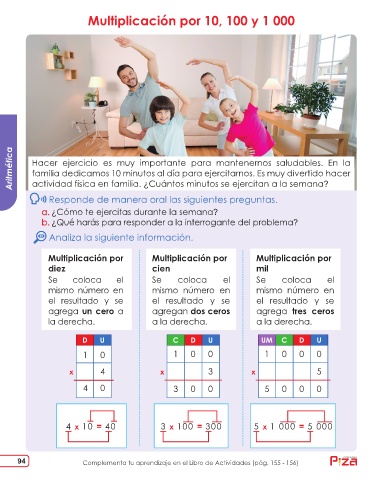 Multiplicación por 10, 100 y 1 000
Aritmética
Hacer ejercicio es muy importante para mantenernos saludables. En la
familia dedicamos 10 minutos al día para ejercitarnos. Es muy divertido hacer
actividad física en familia. ¿Cuántos minutos se ejercitan a la semana?
Responde de manera oral las siguientes preguntas.
a. ¿Cómo te ejercitas durante la semana?
b. ¿Qué harás para responder a la interrogante del problema?
Analiza la siguiente información.
Multiplicación por
diez
Se coloca el
mismo número en
el resultado y se
agrega un cero a
la derecha.
D U
1 0
x 4
4 0
4 x 10 = 40
Multiplicación por
cien
Se coloca el
mismo número en
el resultado y se
agregan dos ceros
a la derecha.
C D U
1 0 0
x 3
3 0 0
3 x 100 = 300
Multiplicación por
mil
Se coloca el
mismo número en
el resultado y se
agrega tres ceros
a la derecha.
UM C D U
1 0 0 0
x 5
5 0 0 0
5 x 1 000 = 5 000
94
Complementa tu aprendizaje en el Libro de Actividades (pág. 155 - 156)